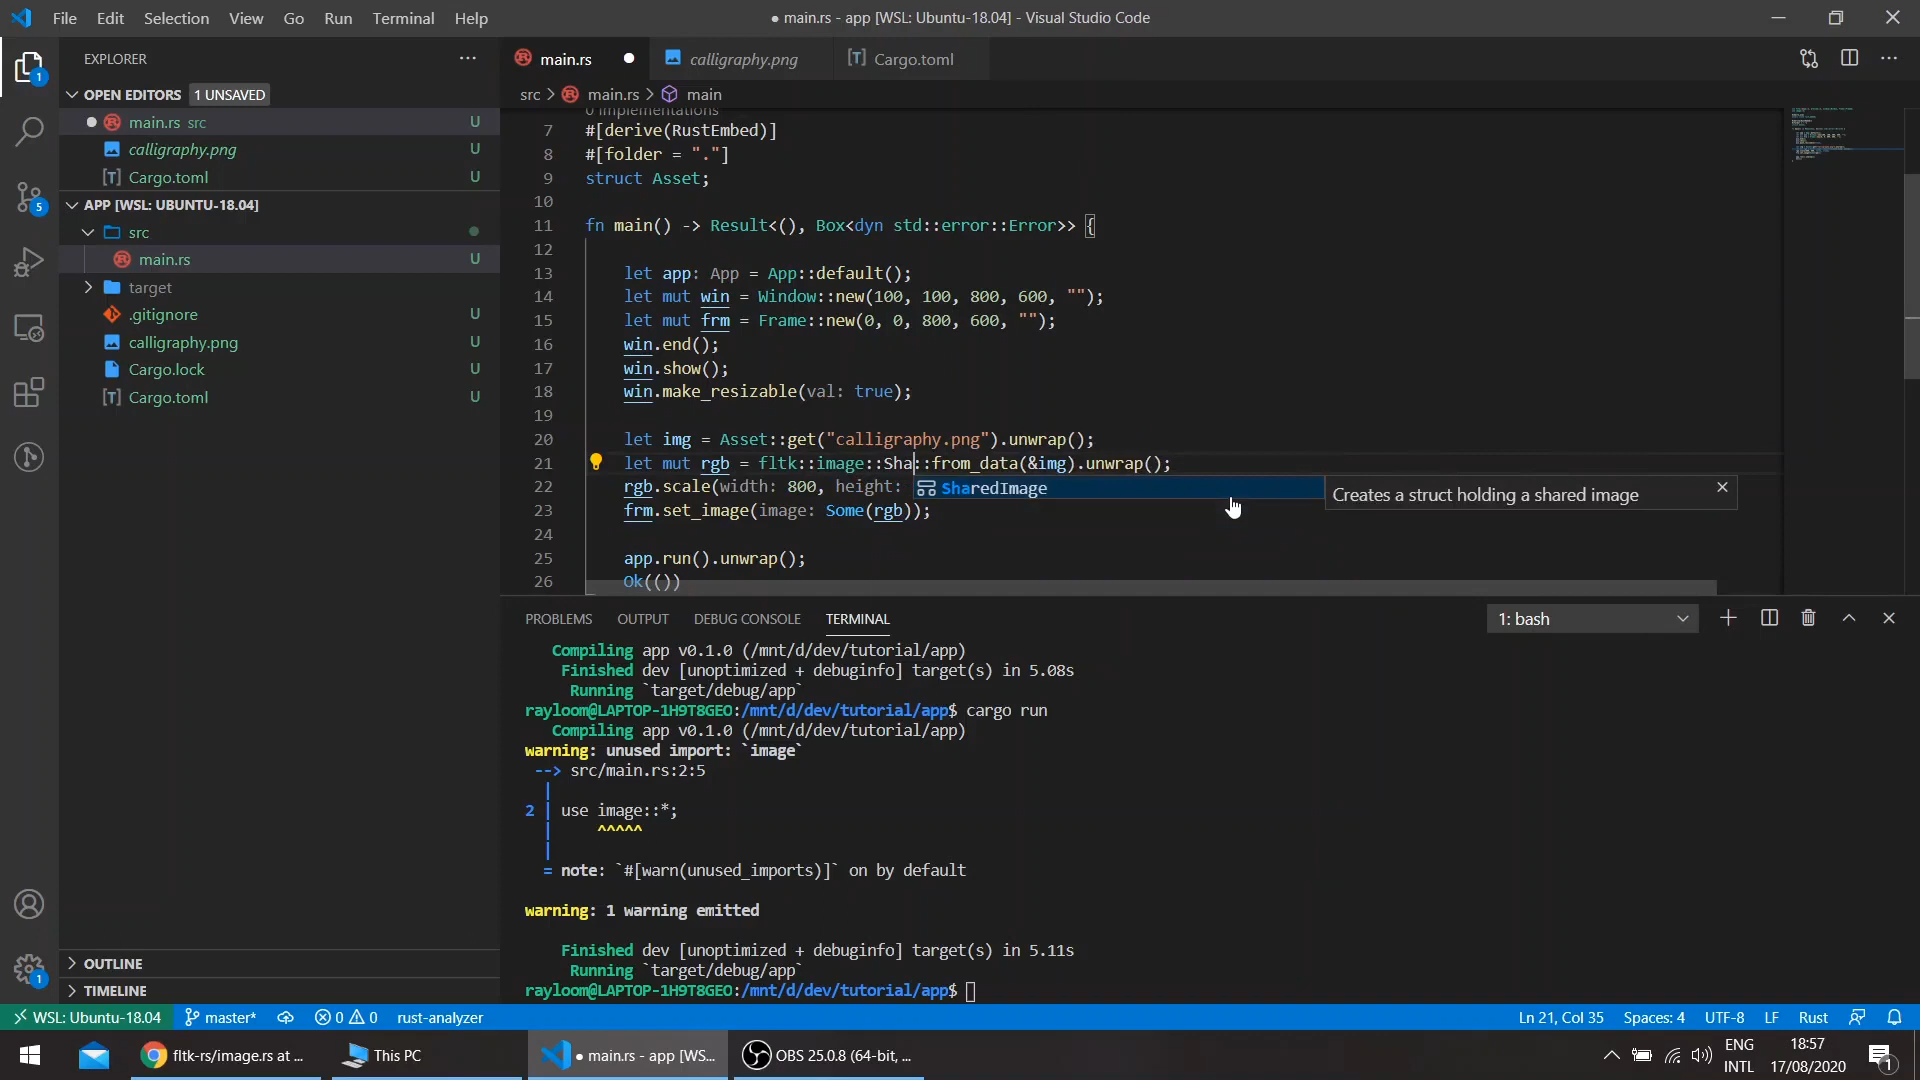 File Edit Selection View Go Run Terminal Help
● main.rs - app [WSL: Ubuntu-18.04] - Visual Studio Code
EXPLORER
OPEN EDITORS 1 UNSAVED
main.rs src U
calligraphy.png U
Cargo.toml U
APP [WSL: UBUNTU-18.04]
src
main.rs U
target
.gitignore U
calligraphy.png U
Cargo.lock U
Cargo.toml U
OUTLINE
TIMELINE
1
5
1
main.rs calligraphy.png Cargo.toml
src > main.rs > main
0 implementations
7 #[derive(RustEmbed)]
8 #[folder = "."]
9 struct Asset;
10
11 fn main() -> Result<(), Box<dyn std::error::Error>> {
12
13 let app: App = App::default();
14 let mut win = Window::new(100, 100, 800, 600, "");
15 let mut frm = Frame::new(0, 0, 800, 600, "");
16 win.end();
17 win.show();
18 win.make_resizable(val: true);
19
20 let img = Asset::get("calligraphy.png").unwrap();
21 let mut rgb = fltk::image::Sha::from_data(&img).unwrap();
22 rgb.scale(width: 800, height:
SharedImage
Creates a struct holding a shared image
23 frm.set_image(image: Some(rgb));
24
25 app.run().unwrap();
26 Ok(())
PROBLEMS OUTPUT DEBUG CONSOLE TERMINAL
1: bash
Compiling app v0.1.0 (/mnt/d/dev/tutorial/app)
Finished dev [unoptimized + debuginfo] target(s) in 5.08s
Running `target/debug/app`
rayloom@LAPTOP-1H9T8GEO:/mnt/d/dev/tutorial/app$ cargo run
Compiling app v0.1.0 (/mnt/d/dev/tutorial/app)
warning: unused import: `image`
--> src/main.rs:2:5
|
2 | use image::*;
| ^^^^^
|
= note: `#[warn(unused_imports)]` on by default
warning: 1 warning emitted
Finished dev [unoptimized + debuginfo] target(s) in 5.11s
Running `target/debug/app`
rayloom@LAPTOP-1H9T8GEO:/mnt/d/dev/tutorial/app$
WSL: Ubuntu-18.04 master* 0 0 rust-analyzer
Ln 21, Col 35 Spaces: 4 UTF-8 LF Rust
fltk-rs/image.rs at ... This PC ● main.rs - app [WS... OBS 25.0.8 (64-bit, ...
ENG
INTL
18:57
17/08/2020
1